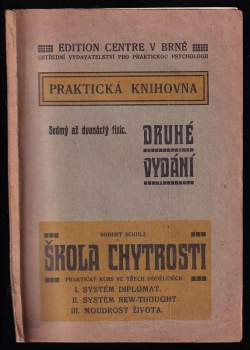 EDITION CENTRE V BRNĚ
ÚSTŘEDNÍ VYDAVATELSTVÍ PRO PRAKTICKOU PSYCHOLOGII
PRAKTICKÁ KNIHOVNA
Sedmý až dvanáctý tisíc.
DRUHÉ
VYDÁNÍ
ROBERT SCHULZ:
ŠKOLA CHYTROSTI
PRAKTICKÝ KURS VE TŘECH ODDĚLENÍCH:
I. SYSTÉM DIPLOMAT.
II. SYSTÉM NEW-THOUGHT.
III. MOUDROST ŽIVOTA.